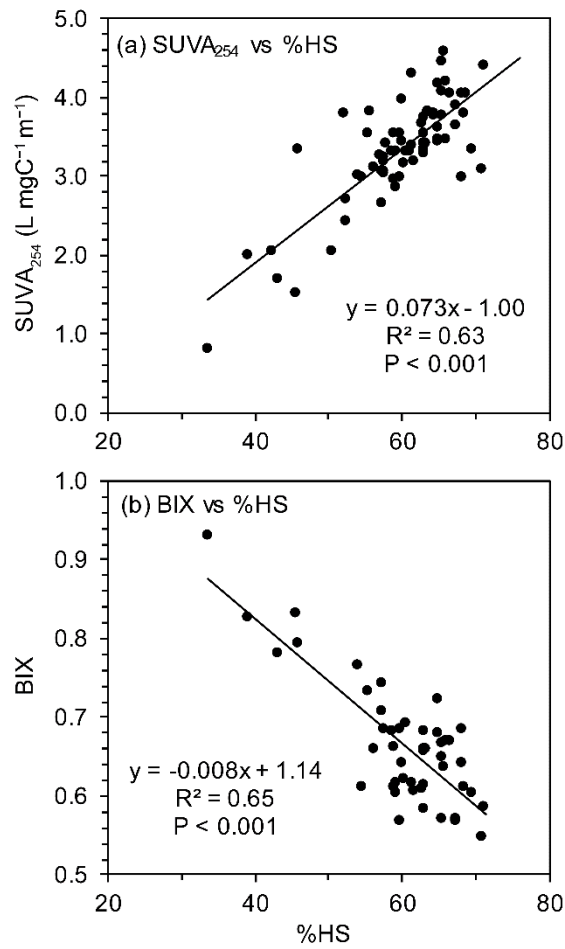 (a) SUVA₂₅₄ vs %HS
SUVA₂₅₄ (L mgC⁻¹ m⁻¹)
5.0
4.0
3.0
2.0
1.0
0.0
y = 0.073x - 1.00
R² = 0.63
P < 0.001
20 40 60 80
(b) BIX vs %HS
BIX
1.0
0.9
0.8
0.7
0.6
0.5
y = -0.008x + 1.14
R² = 0.65
P < 0.001
20 40 60 80
%HS